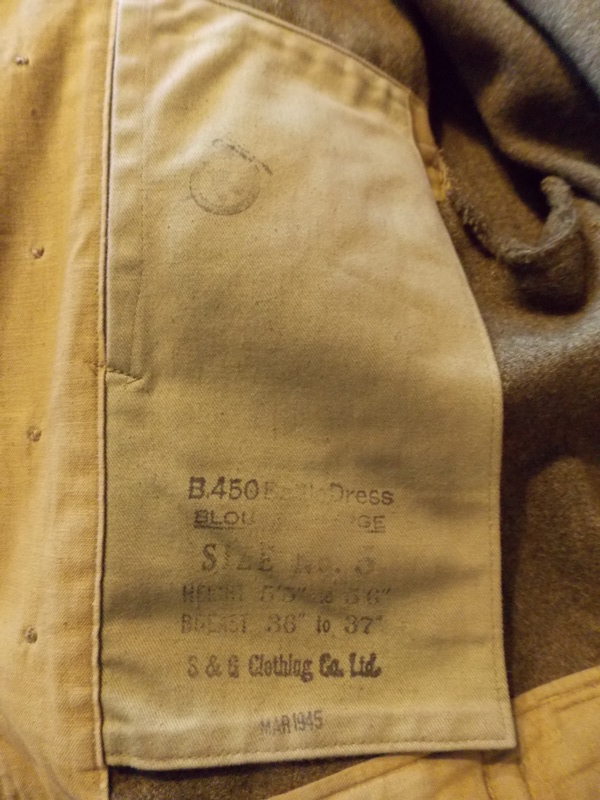 B.450 Dress
SIZE No. 5
HEIGHT 5'5" to 5'6"
BREAST 36" to 37"
S & G Clothing Co. Ltd.
MAR 1945